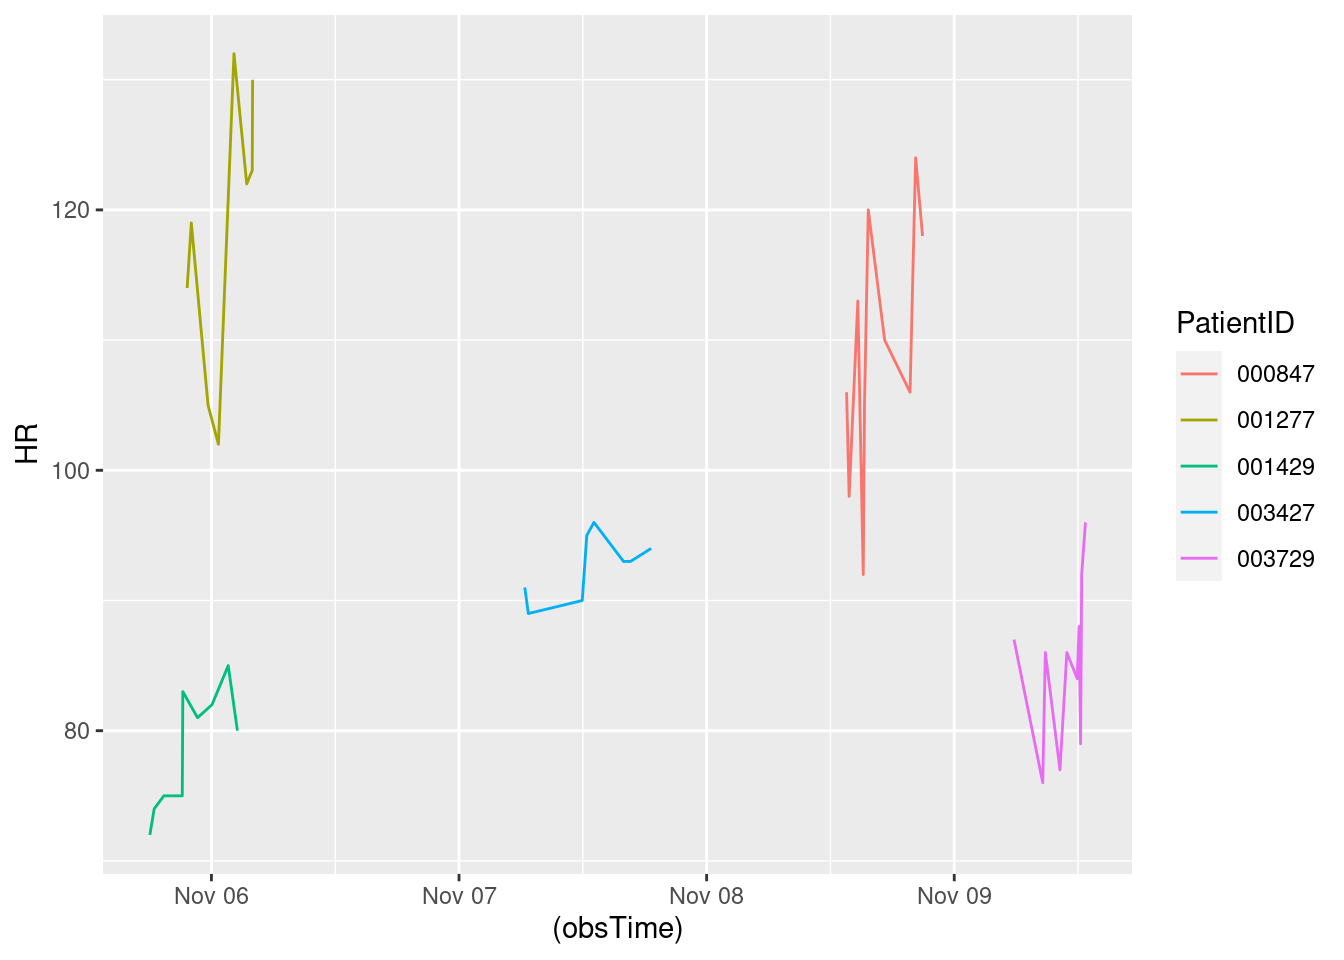 120
100
80
HR
Nov 06
Nov 07
Nov 08
Nov 09
(obsTime)
PatientID
000847
001277
001429
003427
003729